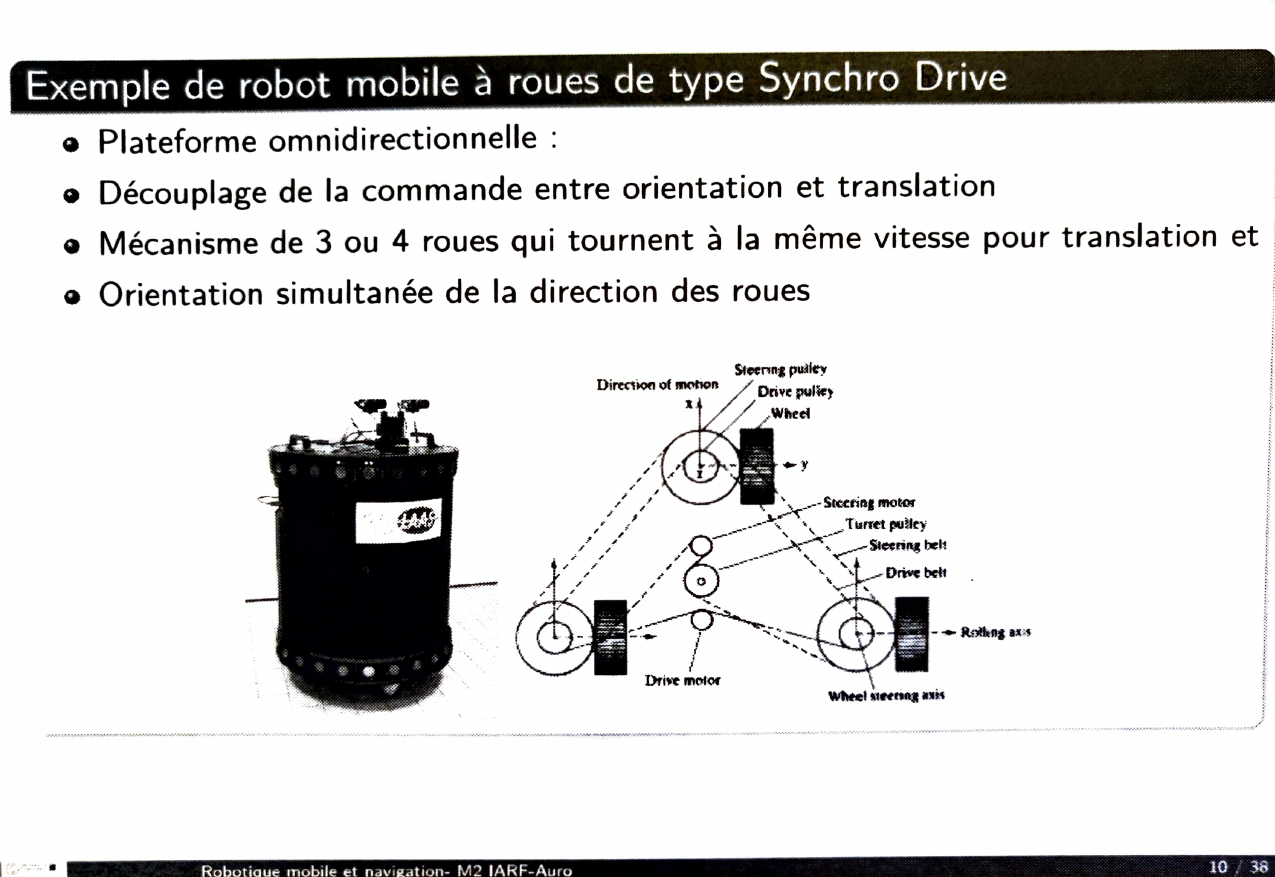 Exemple de robot mobile à roues de type Synchro Drive
Plateforme omnidirectionnelle :
Découplage de la commande entre orientation et translation
Mécanisme de 3 ou 4 roues qui tournent à la même vitesse pour translation et
Orientation simultanée de la direction des roues
Steering pulley
Direction of motion
Drive pulley
x
Wheel
y
LAAS
Steering motor
Turret pulley
Steering belt
Drive belt
Rolling axis
Drive motor
Wheel steering axis
Robotique mobile et navigation- M2 IARF-Auro
10 / 38